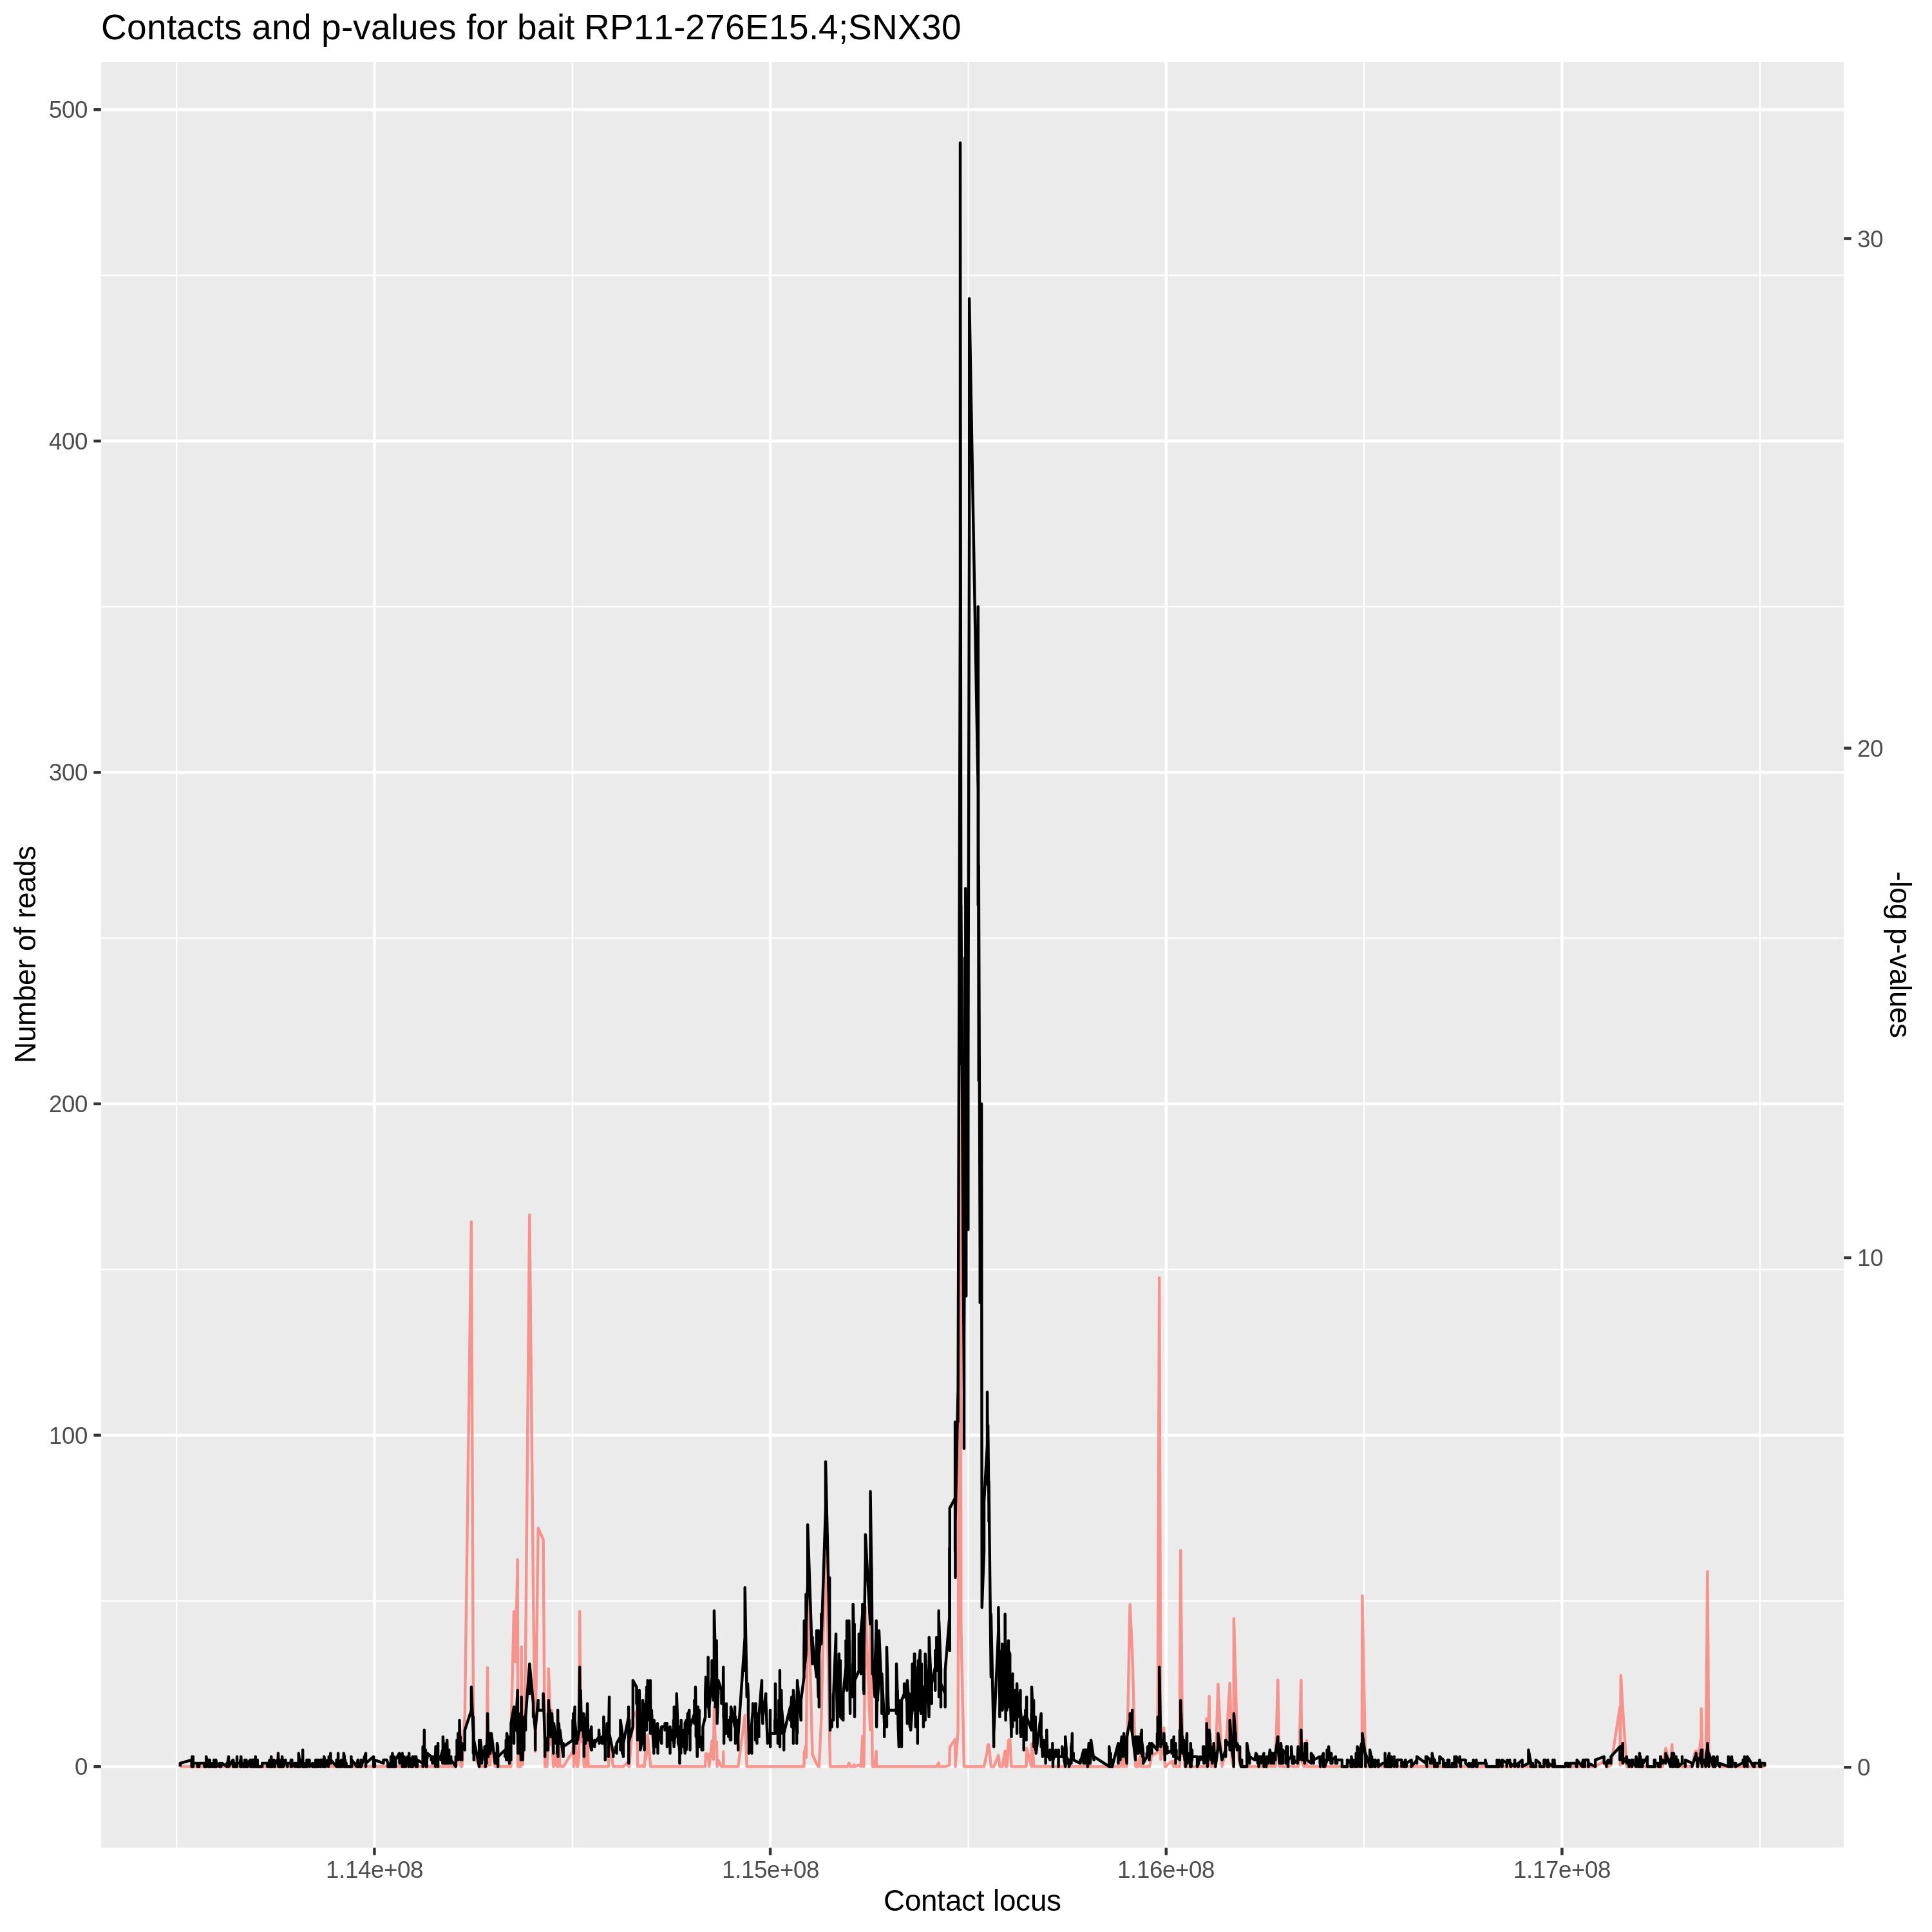 Contacts and p-values for bait RP11-276E15.4;SNX30
500
400
300
200
100
0
Number of reads
30
20
10
0
-log p-values
1.14e+08
1.15e+08
1.16e+08
1.17e+08
Contact locus